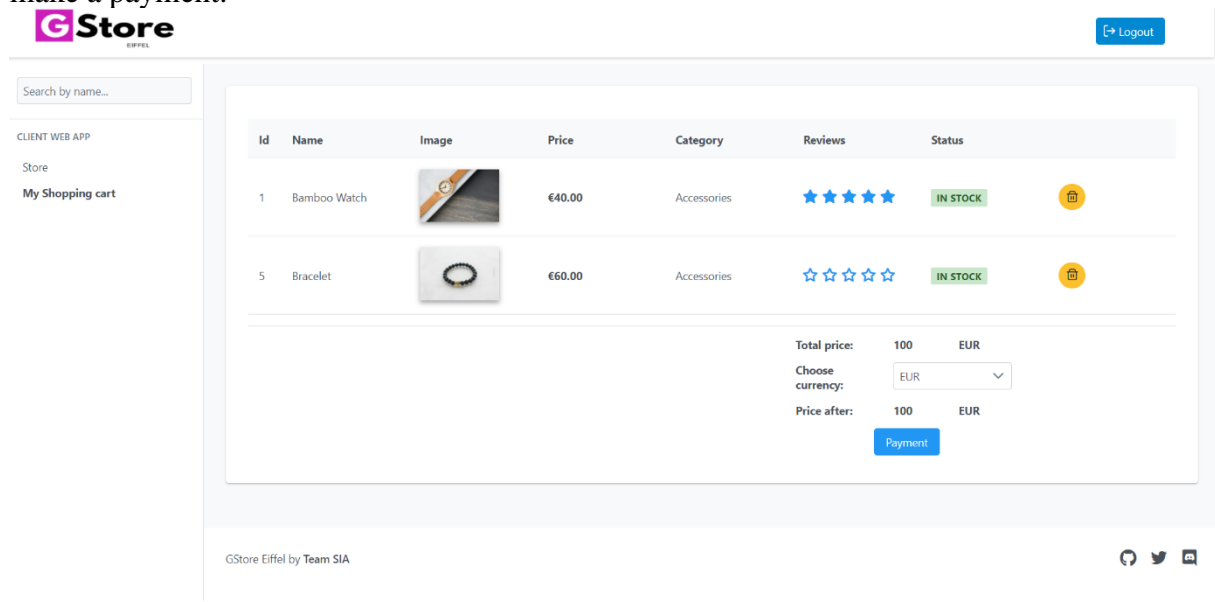 make a payment.
GStore
EIFFEL
Logout
Search by name...
CLIENT WEB APP
Store
My Shopping cart
Id Name Image Price Category Reviews Status
1 Bamboo Watch €40.00 Accessories IN STOCK
5 Bracelet €60.00 Accessories IN STOCK
Total price: 100 EUR
Choose
currency: EUR
Price after: 100 EUR
Payment
GStore Eiffel by Team SIA